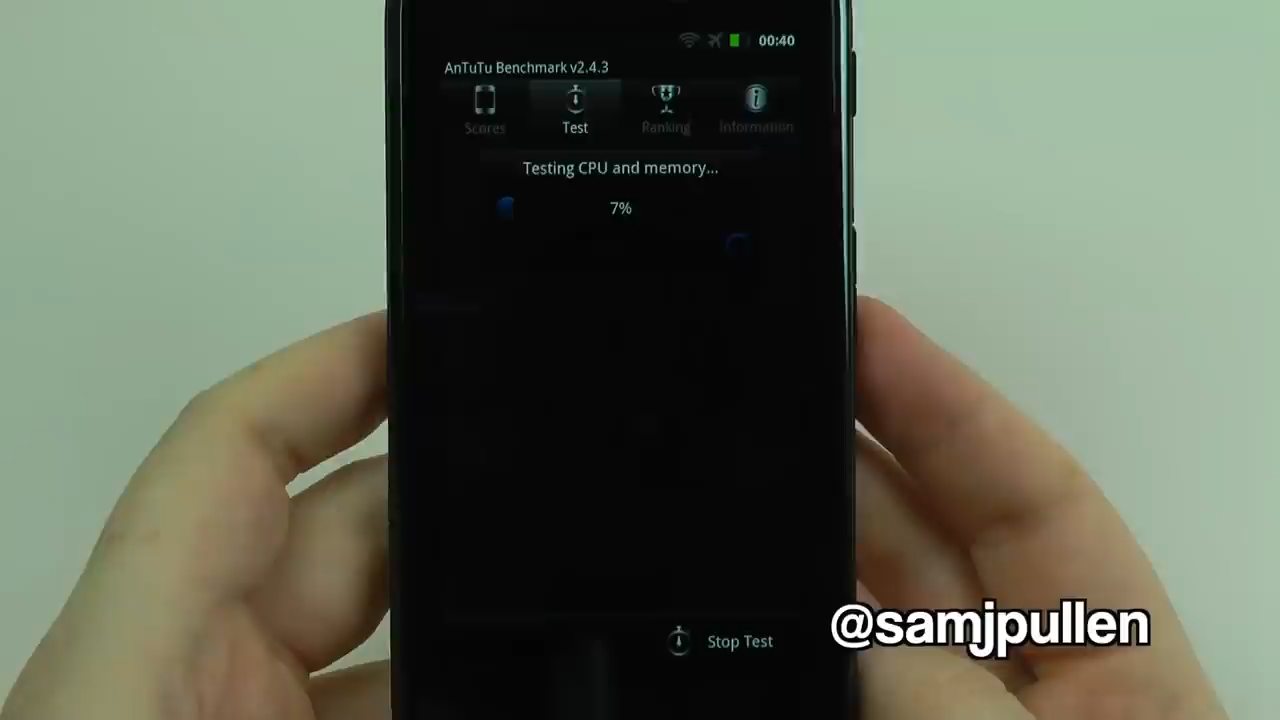 00:40
AnTuTu Benchmark v2.4.3
Scores Test Ranking Information
Testing CPU and memory...
7%
Stop Test
@samjpullen